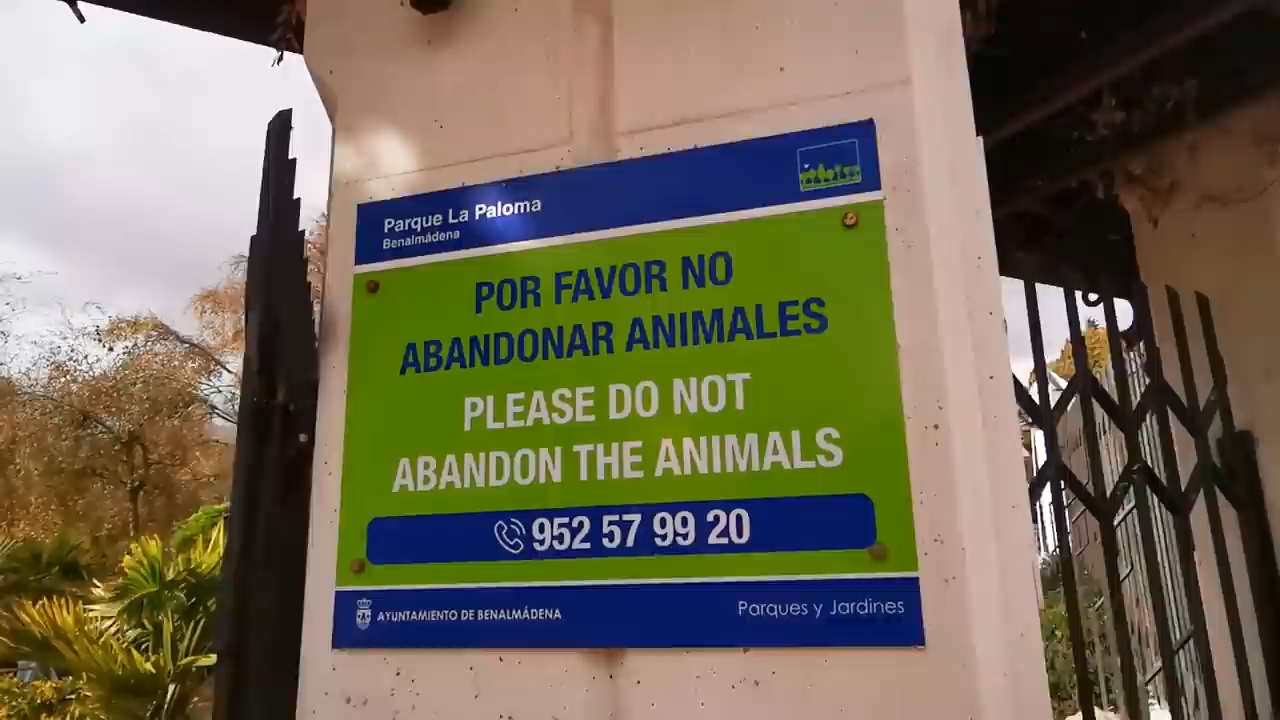 Parque La Paloma
Benalmádena
POR FAVOR NO
ABANDONAR ANIMALES
PLEASE DO NOT
ABANDON THE ANIMALS
952 57 99 20
AYUNTAMIENTO DE BENALMÁDENA
Parques y Jardines